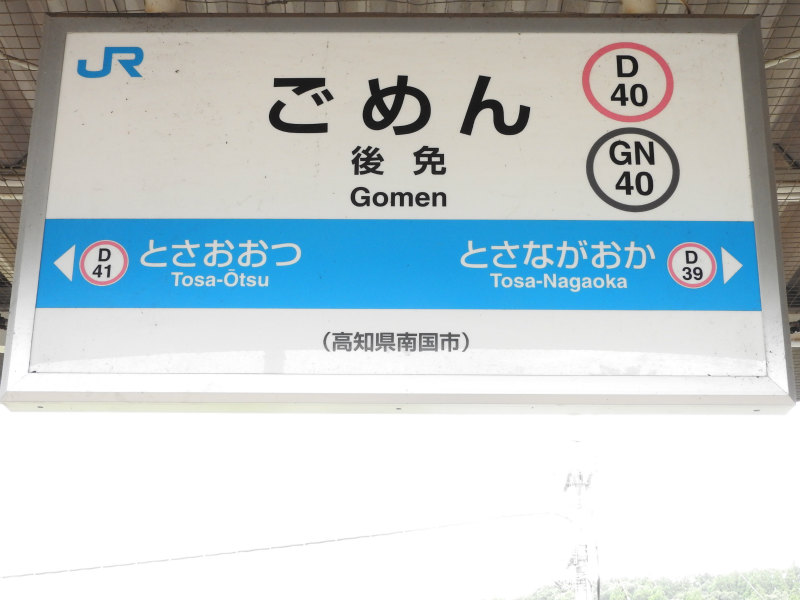 JR
ごめん
後免
Gomen
D
40
GN
40
D
41
とさおおつ
Tosa-Ōtsu
とさながおか
Tosa-Nagaoka
D
39
（高知県南国市）